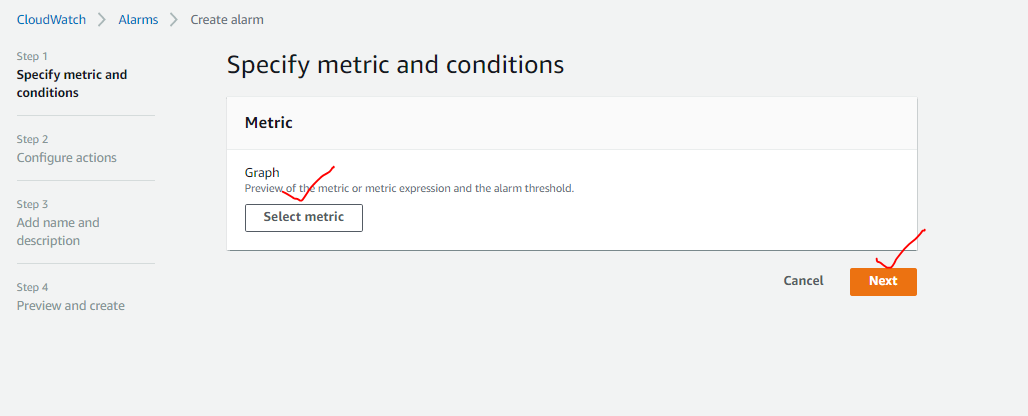 CloudWatch > Alarms > Create alarm
Step 1
Specify metric and
conditions
Step 2
Configure actions
Step 3
Add name and
description
Step 4
Preview and create
Specify metric and conditions
Metric
Graph
Preview of the metric or metric expression and the alarm threshold.
Select metric
Cancel Next